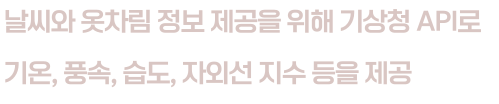 날씨와 옷차림 정보 제공을 위해 기상청 API로
기온, 풍속, 습도, 자외선 지수 등을 제공